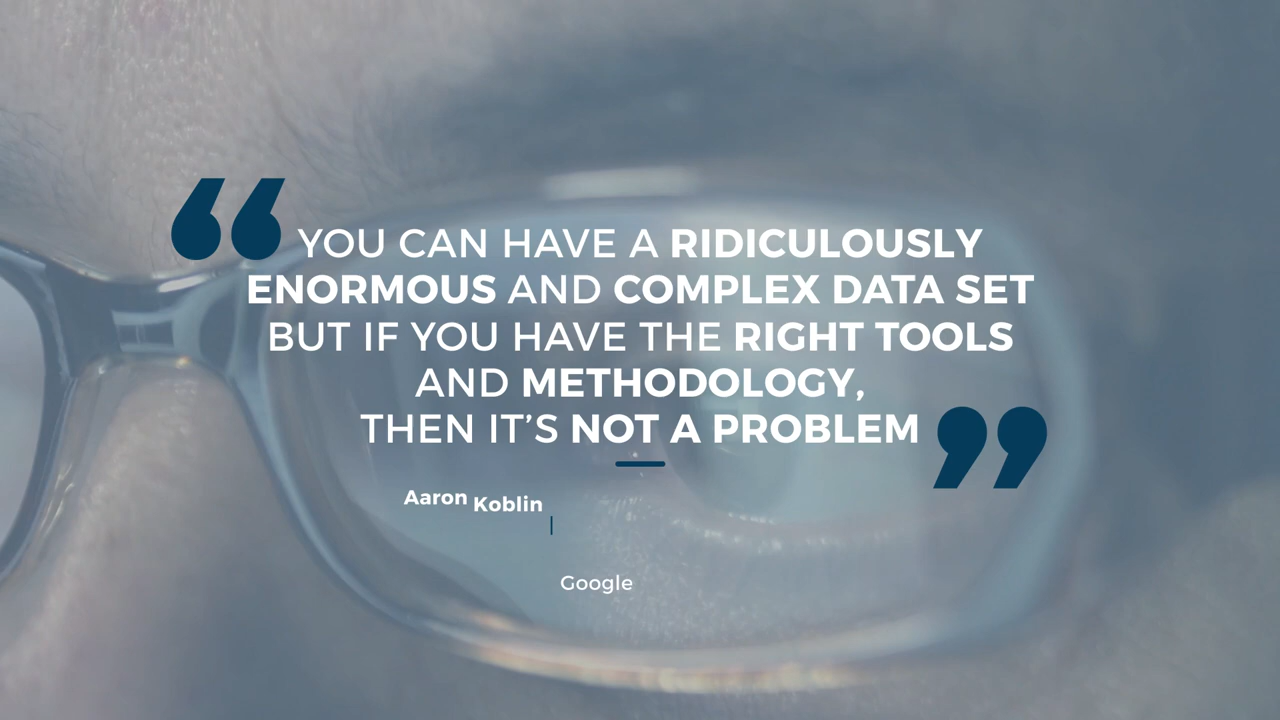 “ YOU CAN HAVE A RIDICULOUSLY
ENORMOUS AND COMPLEX DATA SET
BUT IF YOU HAVE THE RIGHT TOOLS
AND METHODOLOGY,
THEN IT’S NOT A PROBLEM ”
Aaron Koblin |
Google